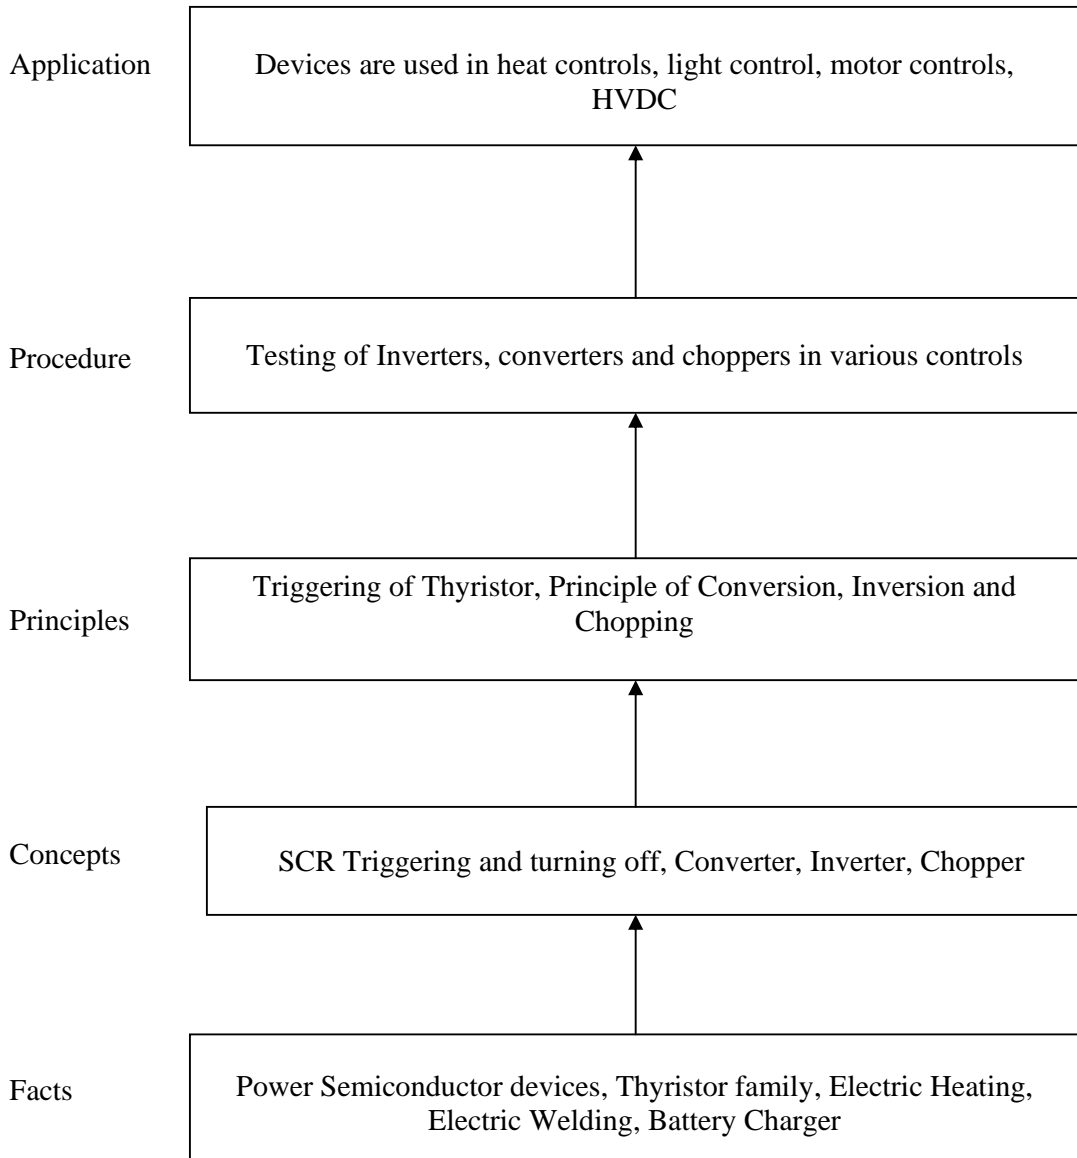 Application
Devices are used in heat controls, light control, motor controls,
HVDC
Procedure
Testing of Inverters, converters and choppers in various controls
Principles
Triggering of Thyristor, Principle of Conversion, Inversion and
Chopping
Concepts
SCR Triggering and turning off, Converter, Inverter, Chopper
Facts
Power Semiconductor devices, Thyristor family, Electric Heating,
Electric Welding, Battery Charger